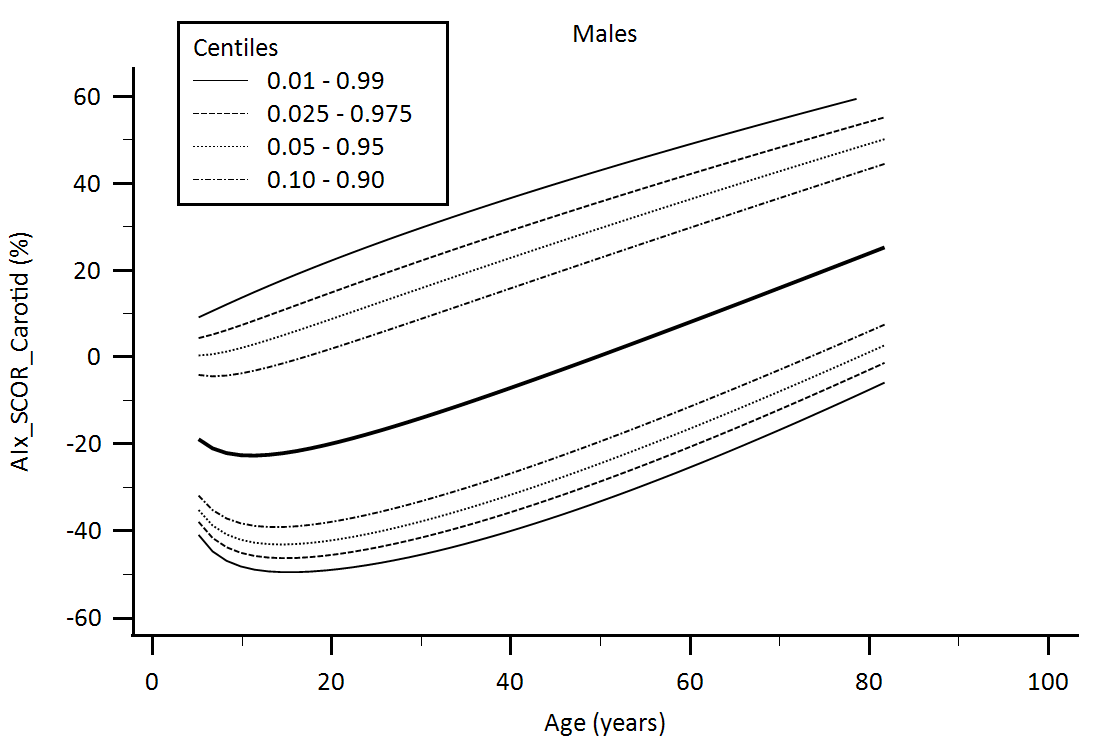 Males
Centiles
0.01 - 0.99
0.025 - 0.975
0.05 - 0.95
0.10 - 0.90
AIx_SCOR_Carotid (%)
60
40
20
0
-20
-40
-60
0 20 40 60 80 100
Age (years)